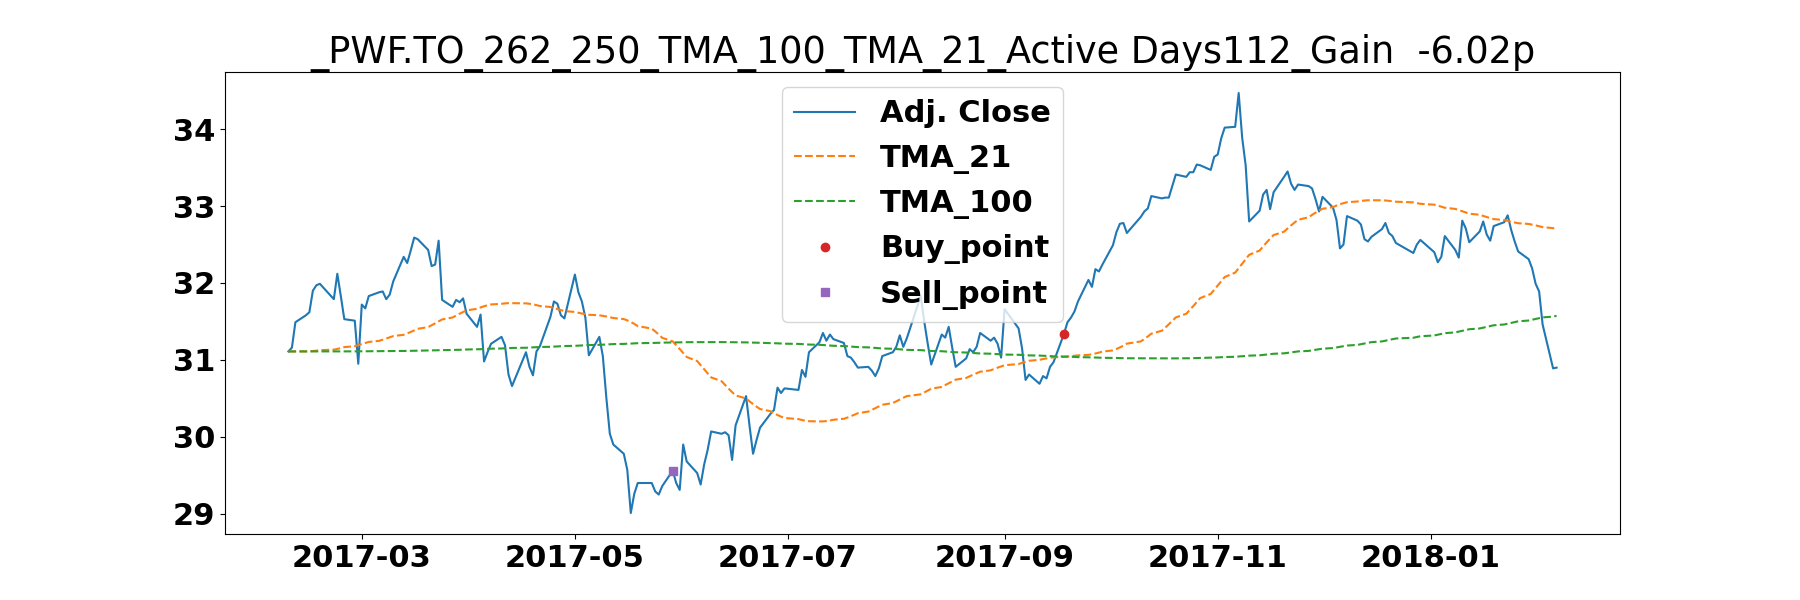 _PWF.TO_262_250_TMA_100_TMA_21_Active Days112_Gain  -6.02p
Adj. Close
TMA_21
TMA_100
Buy_point
Sell_point
34
33
32
31
30
29
2017-03
2017-05
2017-07
2017-09
2017-11
2018-01